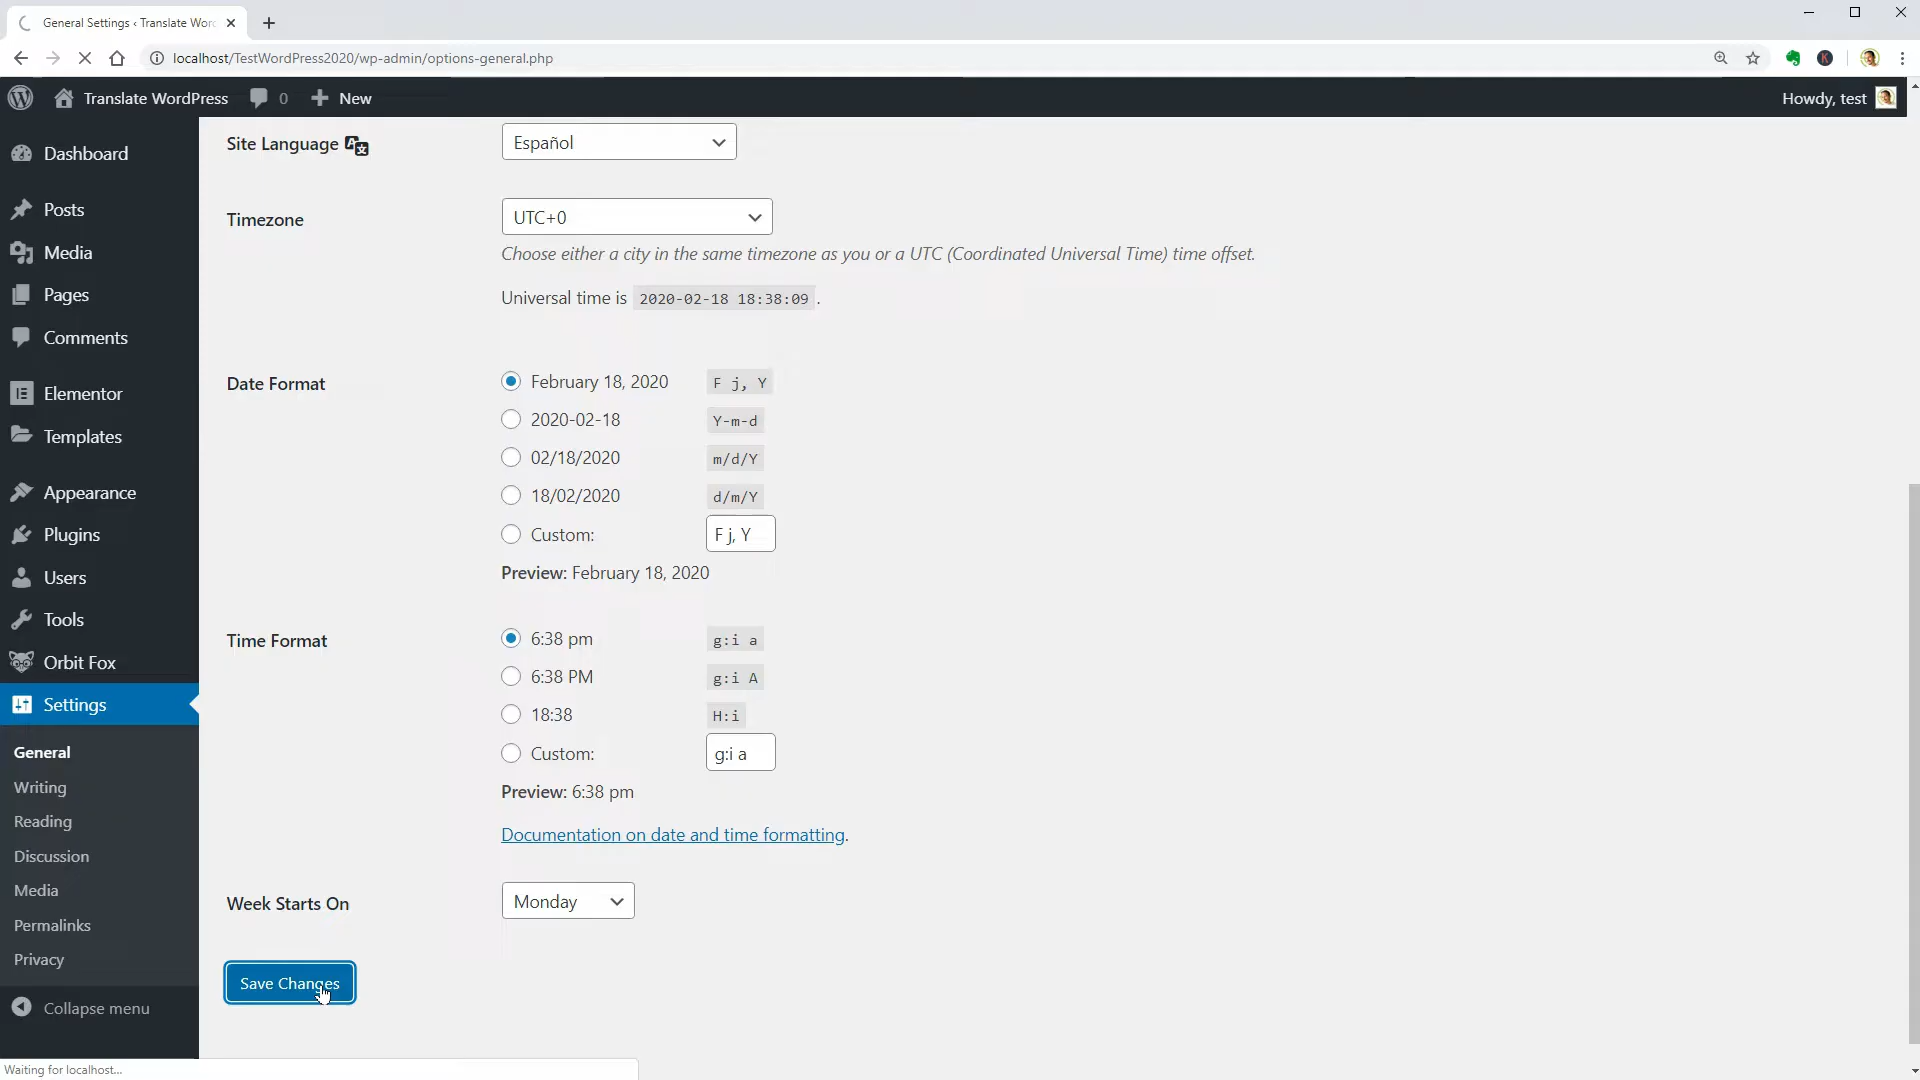 General Settings ‹ Translate Wor
localhost/TestWordPress2020/wp-admin/options-general.php
Translate WordPress 0 New Howdy, test
Dashboard
Posts
Media
Pages
Comments
Elementor
Templates
Appearance
Plugins
Users
Tools
Orbit Fox
Settings
General
Writing
Reading
Discussion
Media
Permalinks
Privacy
Collapse menu
Site Language Español
Timezone UTC+0
Choose either a city in the same timezone as you or a UTC (Coordinated Universal Time) time offset.
Universal time is 2020-02-18 18:38:09 .
Date Format February 18, 2020 F j, Y
2020-02-18 Y-m-d
02/18/2020 m/d/Y
18/02/2020 d/m/Y
Custom: F j, Y
Preview: February 18, 2020
Time Format 6:38 pm g:i a
6:38 PM g:i A
18:38 H:i
Custom: g:i a
Preview: 6:38 pm
Documentation on date and time formatting.
Week Starts On Monday
Save Changes
Waiting for localhost...